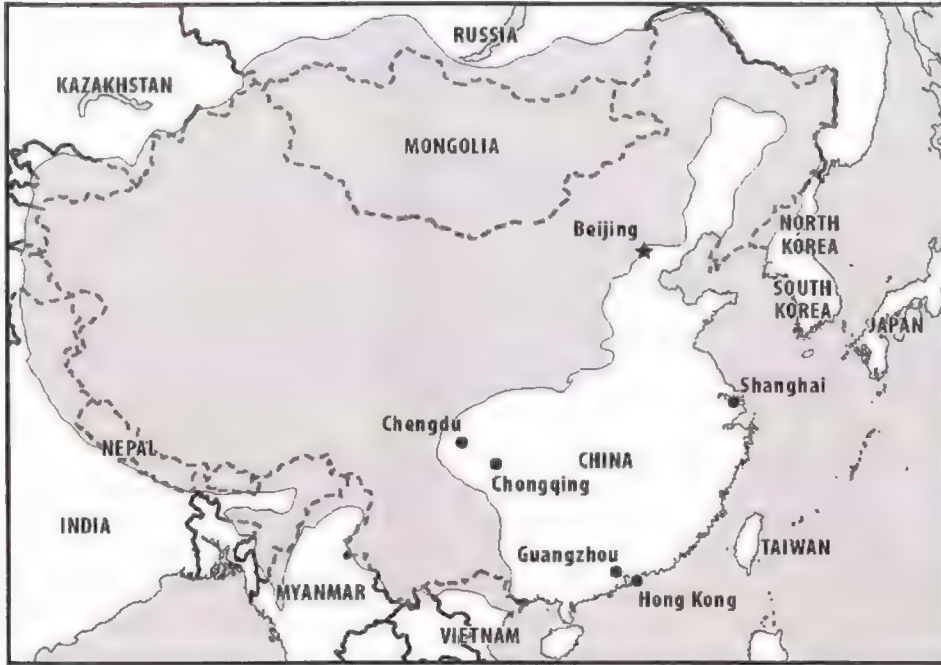 RUSSIA
KAZAKHSTAN
MONGOLIA
Beijing
NORTH
KOREA
SOUTH
KOREA
JAPAN
Shanghai
Chengdu
NEPAL
CHINA
Chongqing
INDIA
Guangzhou
TAIWAN
MYANMAR
Hong Kong
VIETNAM